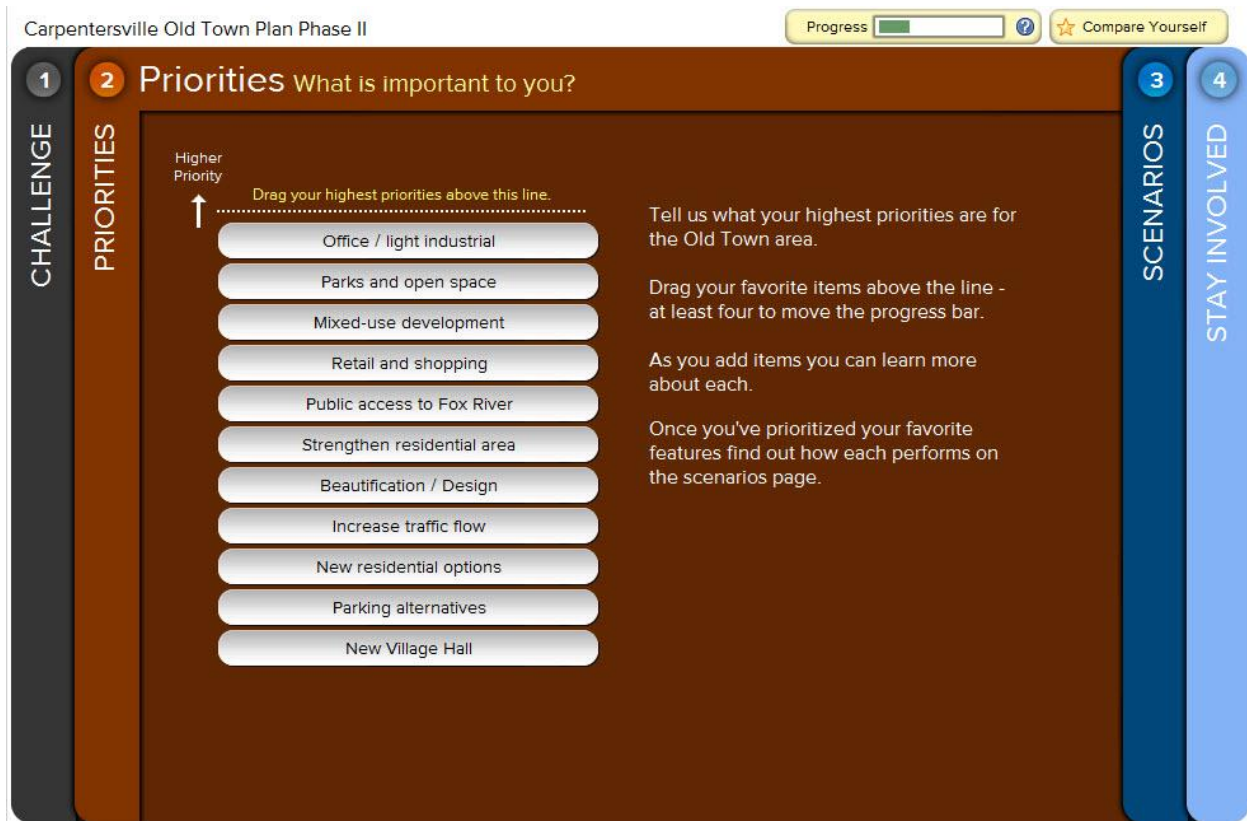 Carpentersville Old Town Plan Phase II
Progress
?
Compare Yourself
1
CHALLENGE
2
PRIORITIES
Priorities What is important to you?
Higher
Priority
Drag your highest priorities above this line.
Office / light industrial
Parks and open space
Mixed-use development
Retail and shopping
Public access to Fox River
Strengthen residential area
Beautification / Design
Increase traffic flow
New residential options
Parking alternatives
New Village Hall
Tell us what your highest priorities are for
the Old Town area.
Drag your favorite items above the line -
at least four to move the progress bar.
As you add items you can learn more
about each.
Once you've prioritized your favorite
features find out how each performs on
the scenarios page.
3
SCENARIOS
4
STAY INVOLVED